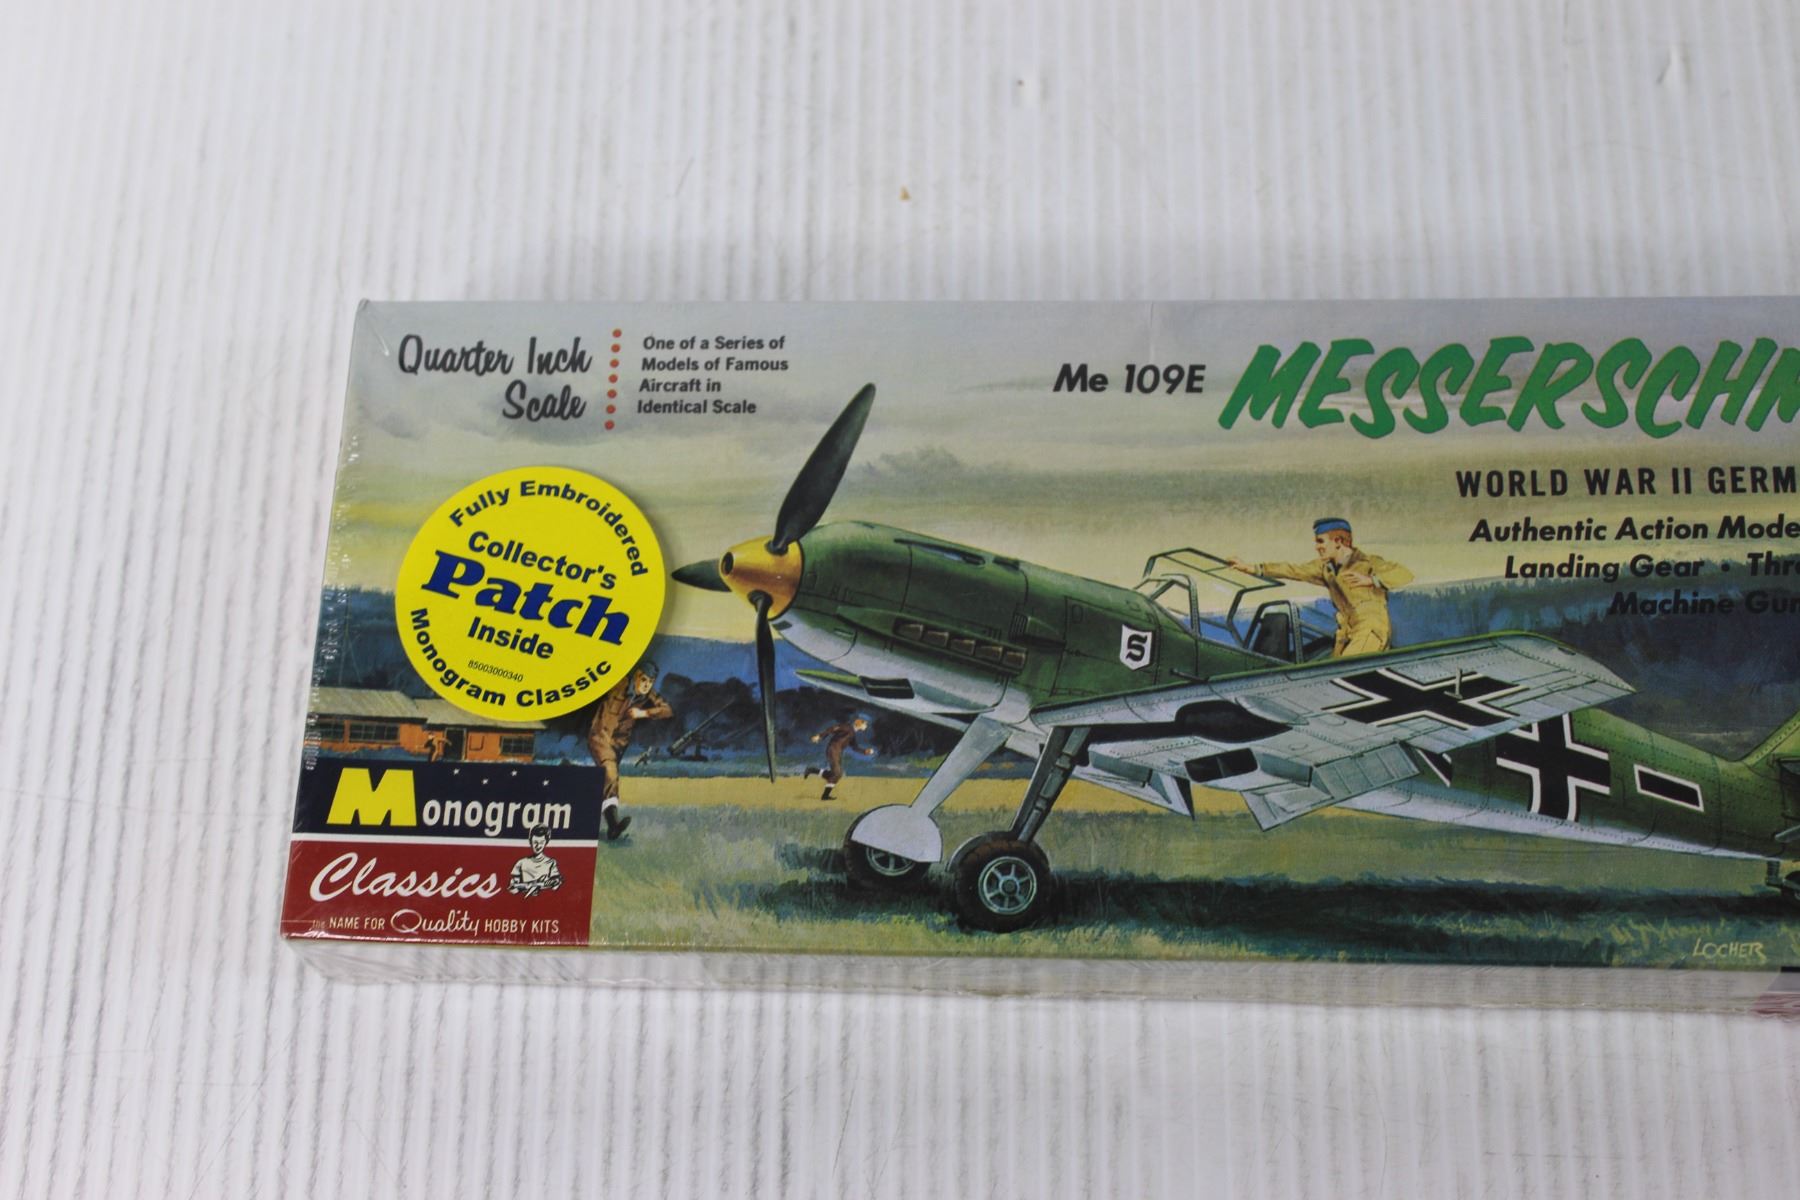 Quarter Inch
Scale
One of a Series of
Models of Famous
Aircraft in
Identical Scale
Me 109E MESSERSCHM
WORLD WAR II GERM
Authentic Action Mode
Landing Gear • Thr
Machine Gun
Fully Embroidered
Collector's
Patch
Inside
85003000340
Monogram Classic
S
Monogram
Classics
the NAME FOR Quality HOBBY KITS
LOCHER